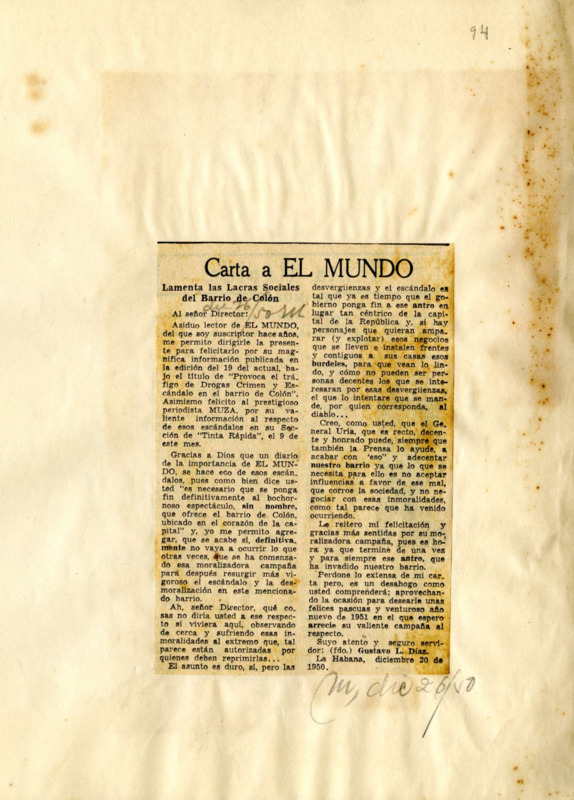 94
Carta a EL MUNDO
Lamenta las Lacras Sociales
del Barrio de Colón
dic 26/50 M
Al señor Director:
Asiduo lector de EL MUNDO,
del que soy suscriptor hace años,
me permito dirigirle la presen-
te para felicitarlo por su mag-
nífica información publicada en
la edición del 19 del actual, ba-
jo el título de "Provoca el trá-
figo de Drogas Crimen y Es-
cándalo en el barrio de Colón".
Asimismo felicito al prestigioso
periodista MUZA, por su va-
liente información al respecto
de esos escándalos en su Sec-
ción de "Tinta Rápida", el 9 de
este mes.
Gracias a Dios que un diario
de la importancia de EL MUN-
DO, se hace eco de esos escán-
dalos, pues como bien dice us-
ted "es necesario que se ponga
fin definitivamente al bochor-
noso espectáculo, sin nombre,
que ofrece el barrio de Colón,
ubicado en el corazón de la ca-
pital" y, yo me permito agre-
gar, que se acabe sí, definitiva-
mente no vaya a ocurrir lo que
otras veces, que se ha comenza-
do esa moralizadora campaña
para después resurgir más vi-
goroso el escándalo y la des-
moralización en este menciona-
do barrio.
Ah, señor Director, qué co-
sas no diría usted a ese respec-
to si viviera aquí, observando
de cerca y sufriendo esas in-
moralidades al extremo que, tal
parece están autorizadas por
quienes deben reprimirlas...
El asunto es duro, sí, pero las
desvergüenzas y el escándalo es
tal que ya es tiempo que el go-
bierno ponga fin a ese antro en
lugar tan céntrico de la capi-
tal de la República y, si hay
personajes que quieran ampa-
rar (y explotar) esos negocios
que se lleven e instalen frentes
y contiguos a sus casas esos
burdeles, para que vean lo lin-
do, y cómo no pueden ser per-
sonas decentes los que se inte-
resaran por esas desvergüenzas,
el que lo intentare que se man-
de, por quien corresponda, al
diablo...
Creo, como usted, que el Ge-
neral Uría, que es recto, decen-
te y honrado puede, siempre que
también la Prensa lo ayude, a
acabar con "eso" y adecentar
nuestro barrio ya que lo que se
necesita para ello es no aceptar
influencias a favor de ese mal,
que corroe la sociedad, y no ne-
gociar con esas inmoralidades,
como tal parece que ha venido
ocurriendo.
Le reitero mi felicitación y
gracias más sentidas por su mo-
ralizadora campaña, pues es ho-
ra ya que termine de una vez
y para siempre ese antro, que
ha invadido nuestro barrio.
Perdone lo extensa de mi car-
ta pero, es un desahogo como
usted comprenderá; aprovechan-
do la ocasión para desearle unas
felices pascuas y venturoso año
nuevo de 1951 en el que espero
arrecie su valiente campaña al
respecto.
Suyo atento y seguro servi-
dor: (fdo.) Gustavo L. Díaz.
La Habana, diciembre 20 de
1950.
M, dic 26/50